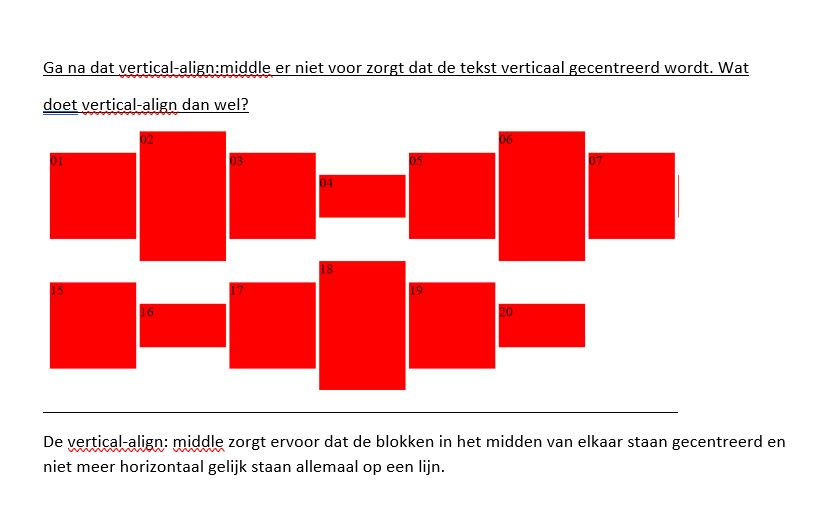 Ga na dat vertical-align:middle er niet voor zorgt dat de tekst verticaal gecentreerd wordt. Wat
doet vertical-align dan wel?
01 02 03 04 05 06 07
15 16 17 18 19 20
De vertical-align: middle zorgt ervoor dat de blokken in het midden van elkaar staan gecentreerd en
niet meer horizontaal gelijk staan allemaal op een lijn.